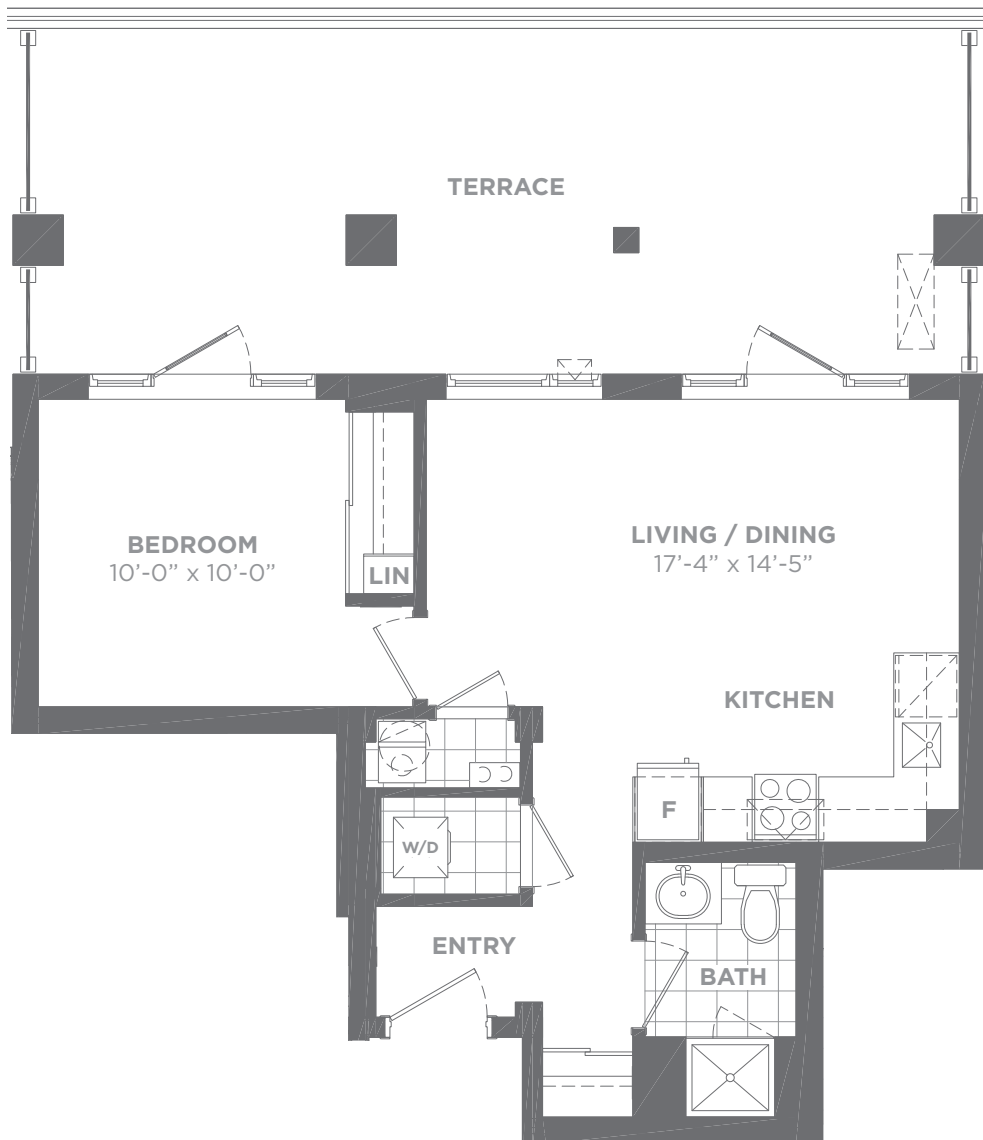 TERRACE
BEDROOM
10’-0” x 10’-0”
LIVING / DINING
17’-4” x 14’-5”
LIN
KITCHEN
F
W/D
ENTRY
BATH